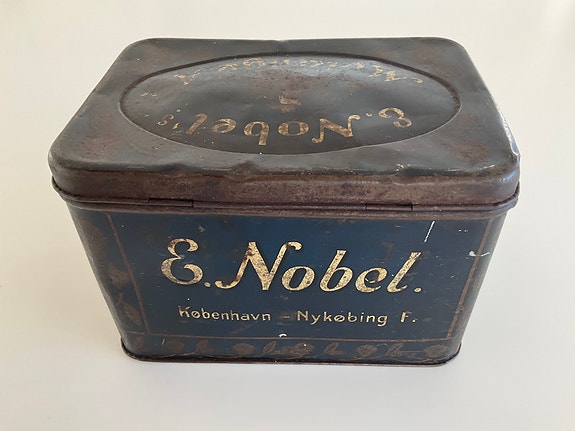 E. Nobel's
E. Nobel.
København - Nykøbing F.